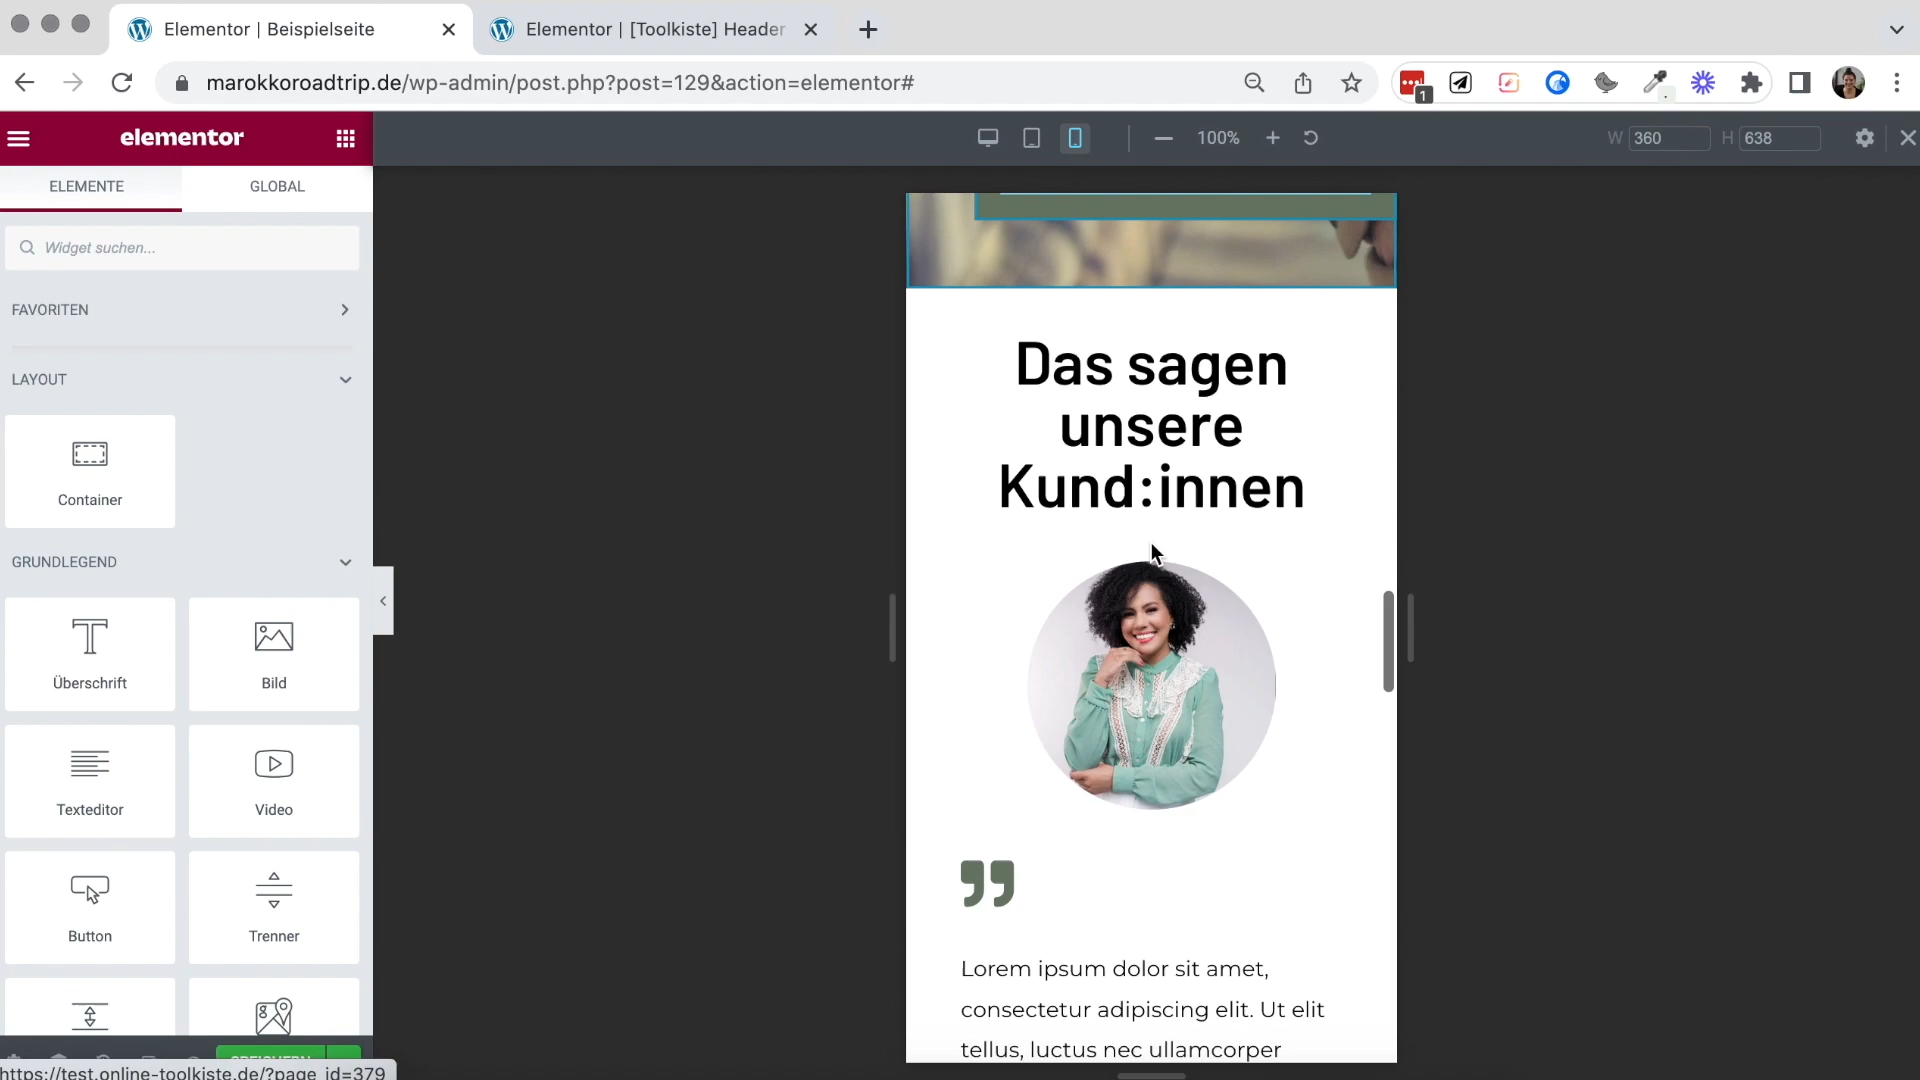 Elementor | Beispielseite
Elementor | [Toolkiste] Header
marokkoroadtrip.de/wp-admin/post.php?post=129&action=elementor#
1
elementor
100%
W 360
H 638
ELEMENTE
GLOBAL
Widget suchen...
FAVORITEN
LAYOUT
Container
GRUNDLEGEND
Überschrift
Bild
Texteditor
Video
Button
Trenner
SPEICHERN
https://test.online-toolkiste.de/?page_id=379
Das sagen
unsere
Kund:innen
Lorem ipsum dolor sit amet,
consectetur adipiscing elit. Ut elit
tellus, luctus nec ullamcorper